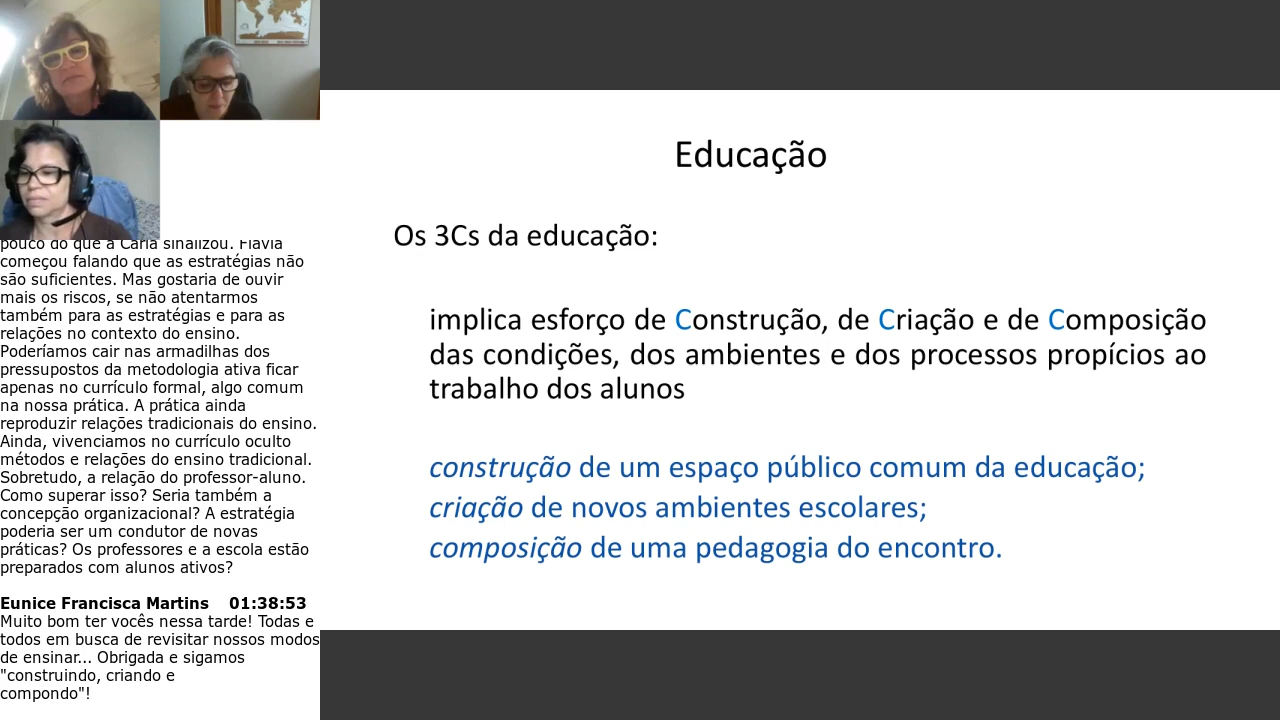 pouco do que a Carla sinalizou. Flávia
começou falando que as estratégias não
são suficientes. Mas gostaria de ouvir
mais os riscos, se não atentarmos
também para as estratégias e para as
relações no contexto do ensino.
Poderíamos cair nas armadilhas dos
pressupostos da metodologia ativa ficar
apenas no currículo formal, algo comum
na nossa prática. A prática ainda
reproduzir relações tradicionais do ensino.
Ainda, vivenciamos no currículo oculto
métodos e relações do ensino tradicional.
Sobretudo, a relação do professor-aluno.
Como superar isso? Seria também a
concepção organizacional? A estratégia
poderia ser um condutor de novas
práticas? Os professores e a escola estão
preparados com alunos ativos?
Eunice Francisca Martins 01:38:53
Muito bom ter vocês nessa tarde! Todas e
todos em busca de revisitar nossos modos
de ensinar... Obrigada e sigamos
"construindo, criando e
compondo"!
Educação
Os 3Cs da educação:
implica esforço de Construção, de Criação e de Composição
das condições, dos ambientes e dos processos propícios ao
trabalho dos alunos
construção de um espaço público comum da educação;
criação de novos ambientes escolares;
composição de uma pedagogia do encontro.